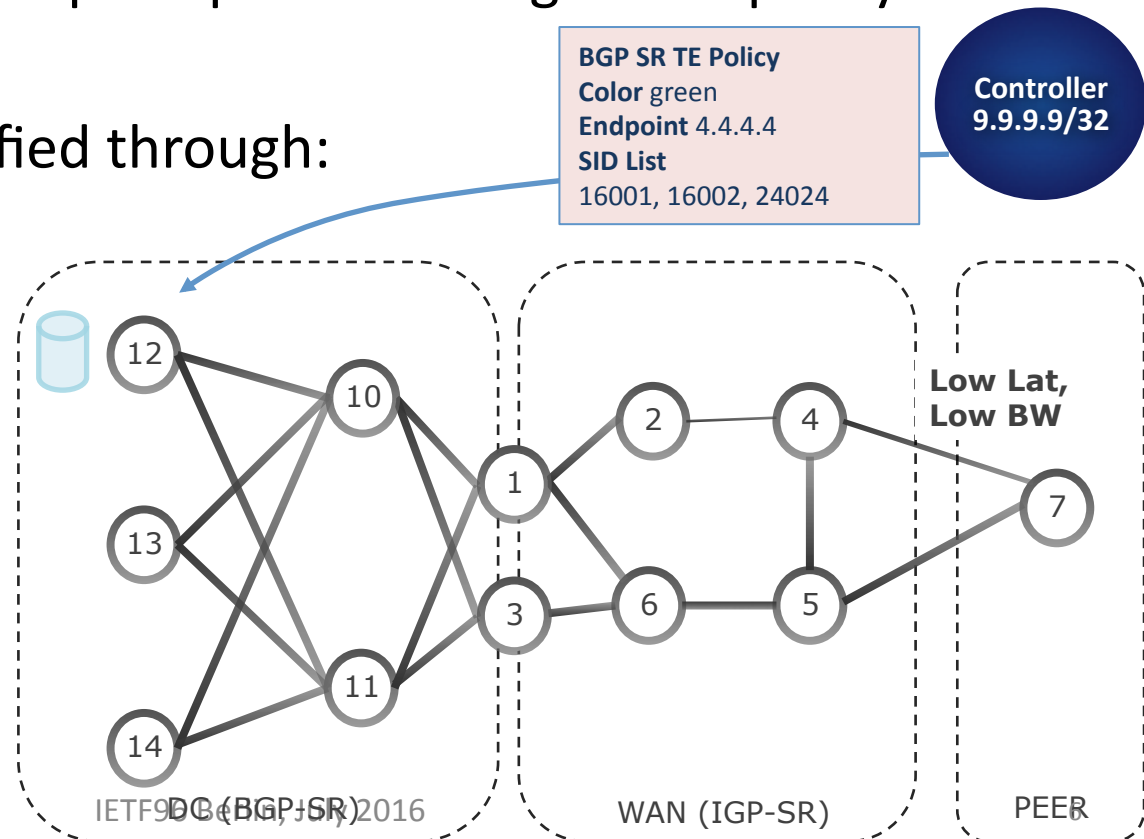 BGP SR TE Policy
Color green
Endpoint 4.4.4.4
SID List
16001, 16002, 24024
Controller
9.9.9.9/32
fied through:
12
10
2
4
Low Lat,
Low BW
1
7
13
3
6
5
11
14
DC (BGP-SR)
IETF96 Berlin, July 2016
WAN (IGP-SR)
PEER
6